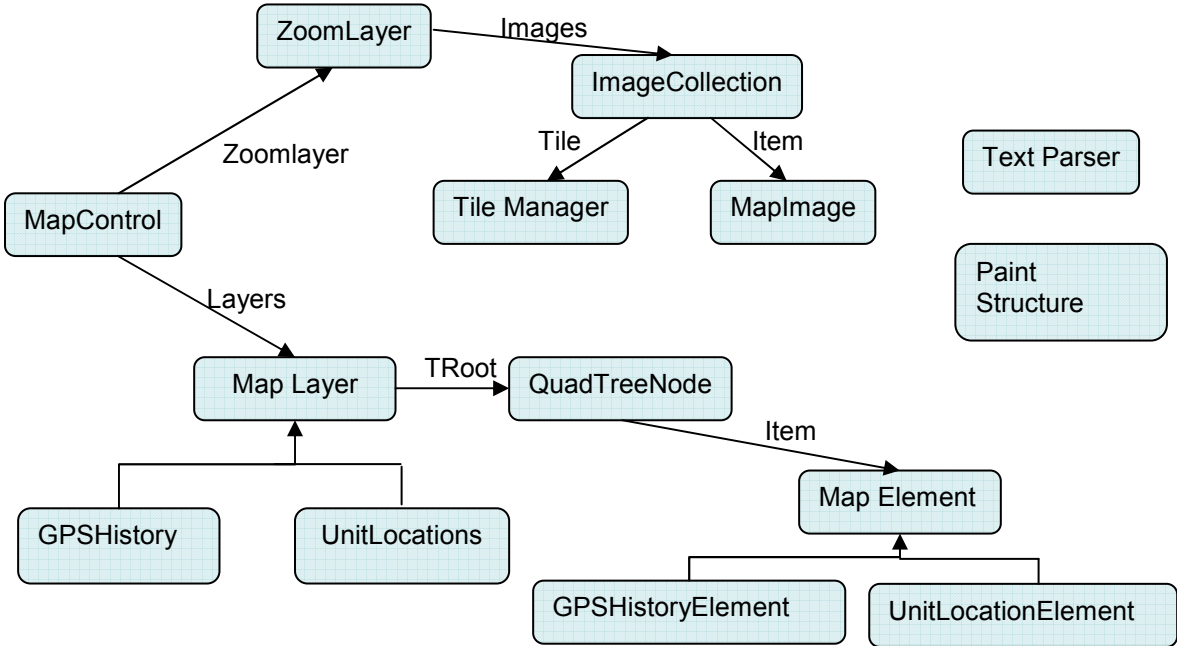 ZoomLayer
Images
ImageCollection
Zoomlayer
Tile
Item
Text Parser
MapControl
Tile Manager
MapImage
Layers
Paint
Structure
Map Layer
TRoot
QuadTreeNode
Item
Map Element
GPSHistory
UnitLocations
GPSHistoryElement
UnitLocationElement